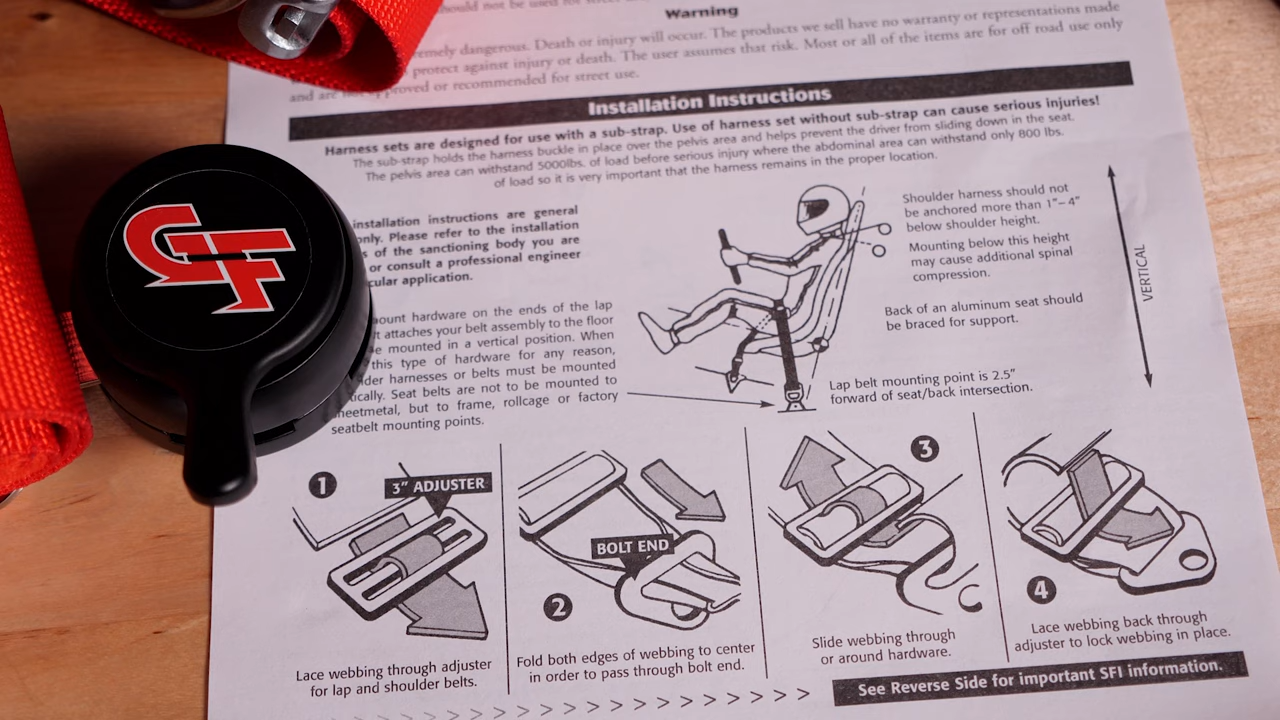 hould not be used for
Warning
emely dangerous. Death or injury will occur. The products we sell have no warranty or representations made
protect against injury or death. The user assumes that risk. Most or all of the items are for off road use only
and are approved or recommended for street use.
Installation Instructions
Harness sets are designed for use with a sub-strap. Use of harness set without sub-strap can cause serious injuries!
The sub-strap holds the harness buckle in place over the pelvis area and helps prevent the driver from sliding down in the seat.
The pelvis area can withstand 5000lbs. of load before serious injury where the abdominal area can withstand only 800 lbs.
of load so it is very important that the harness remains in the proper location.
installation instructions are general
only. Please refer to the installation
s of the sanctioning body you are
or consult a professional engineer
cular application.
ount hardware on the ends of the lap
t attaches your belt assembly to the floor
e mounted in a vertical position. When
this type of hardware for any reason,
der harnesses or belts must be mounted
tically. Seat belts are not to be mounted to
heetmetal, but to frame, rollcage or factory
seatbelt mounting points.
Shoulder harness should not
be anchored more than 1"–4"
below shoulder height.
Mounting below this height
may cause additional spinal
compression.
Back of an aluminum seat should
be braced for support.
VERTICAL
Lap belt mounting point is 2.5"
forward of seat/back intersection.
GF
1
3" ADJUSTER
Lace webbing through adjuster
for lap and shoulder belts.
BOLT END
2
Fold both edges of webbing to center
in order to pass through bolt end.
3
Slide webbing through
or around hardware.
4
Lace webbing back through
adjuster to lock webbing in place.
> > > > > > > > > > > > > > > > > >
See Reverse Side for important SFI information.